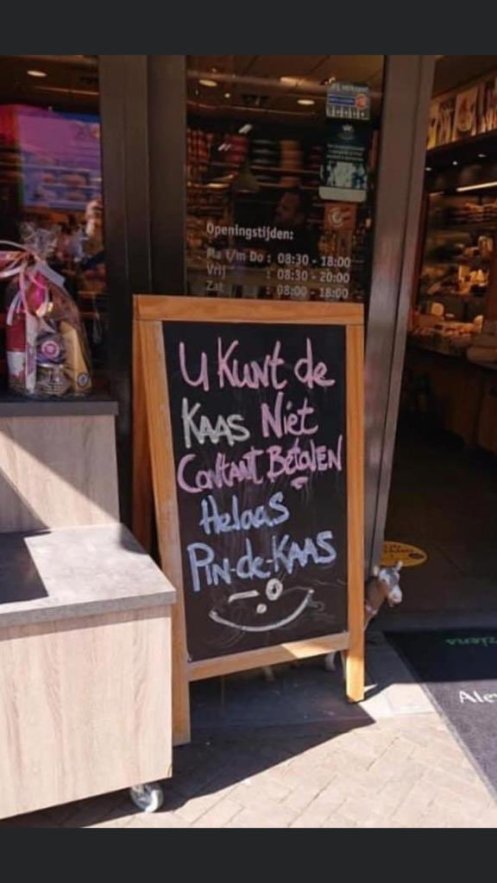 Openingstijden:
Ma t/m Do : 08:30 - 18:00
Vrij : 08:30 - 20:00
Zat : 08:00 - 18:00
U Kunt de
KAAS Niet
Contant BetaleN
Helaas
PiN-de-KAAS